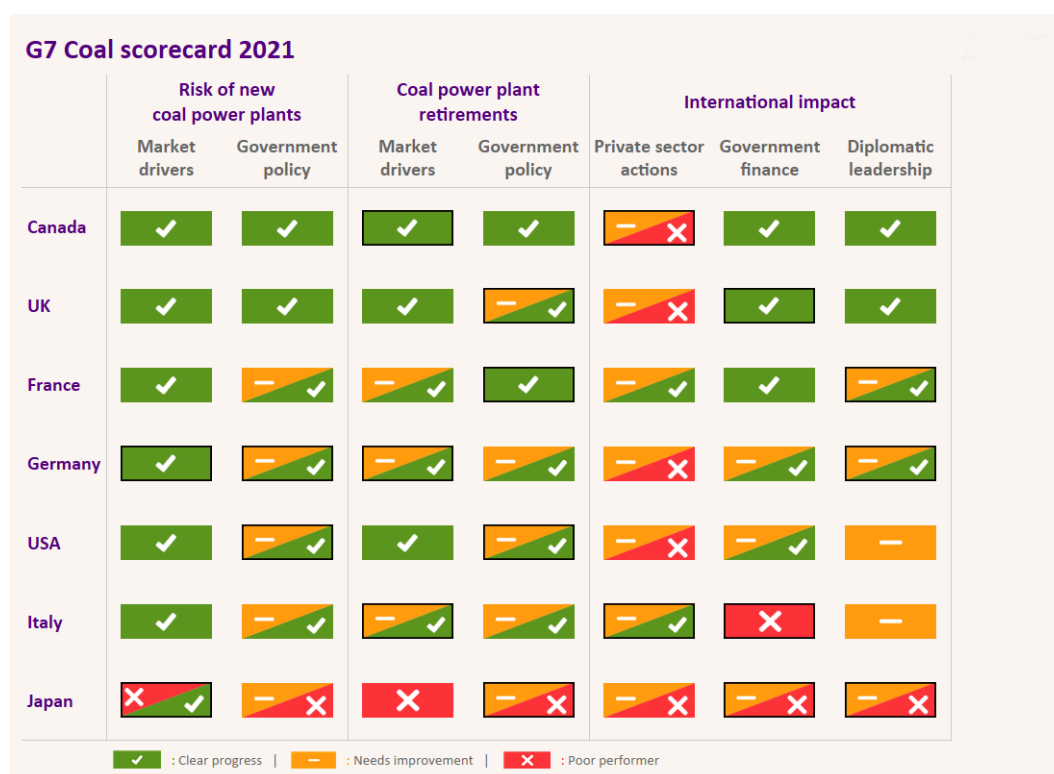 G7 Coal scorecard 2021
Risk of new
coal power plants
Coal power plant
retirements
International impact
Market
drivers
Government
policy
Market
drivers
Government
policy
Private sector
actions
Government
finance
Diplomatic
leadership
Canada
UK
France
Germany
USA
Italy
Japan
: Clear progress | : Needs improvement | : Poor performer